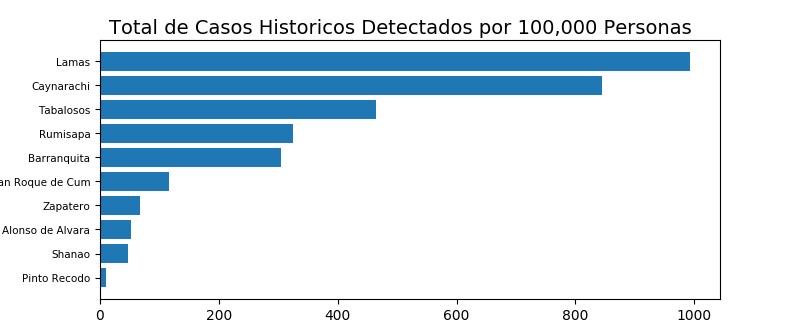 Total de Casos Historicos Detectados por 100,000 Personas
Lamas
Caynarachi
Tabalosos
Rumisapa
Barranquita
an Roque de Cum
Zapatero
Alonso de Alvara
Shanao
Pinto Recodo
0 200 400 600 800 1000